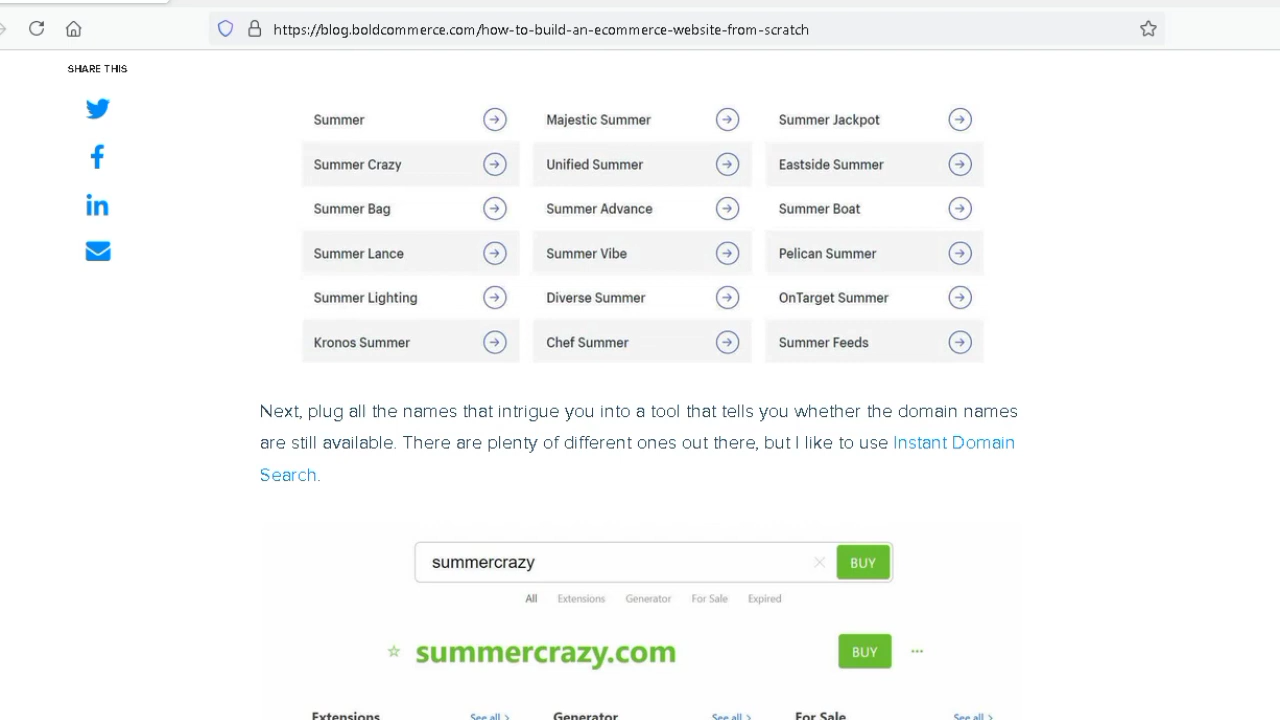 https://blog.boldcommerce.com/how-to-build-an-ecommerce-website-from-scratch
SHARE THIS
Summer Majestic Summer Summer Jackpot
Summer Crazy Unified Summer Eastside Summer
Summer Bag Summer Advance Summer Boat
Summer Lance Summer Vibe Pelican Summer
Summer Lighting Diverse Summer OnTarget Summer
Kronos Summer Chef Summer Summer Feeds
Next, plug all the names that intrigue you into a tool that tells you whether the domain names
are still available. There are plenty of different ones out there, but I like to use Instant Domain
Search.
summercrazy BUY
All Extensions Generator For Sale Expired
summercrazy.com BUY
Extensions See all > Generator See all > For Sale See all >